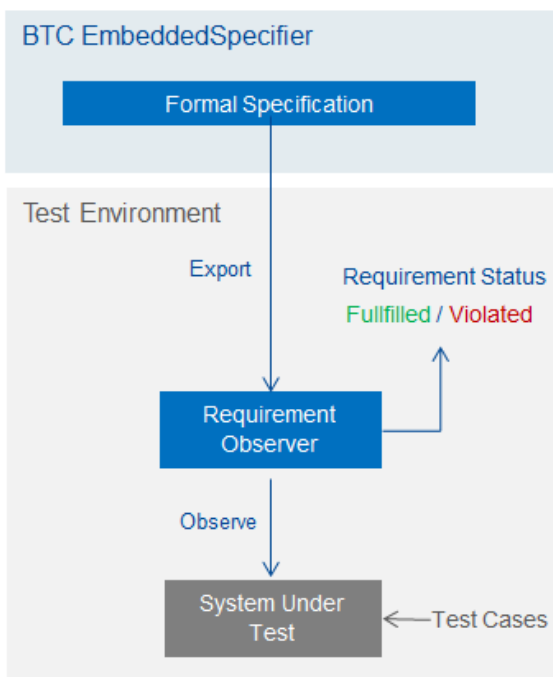 BTC EmbeddedSpecifier
Formal Specification
Test Environment
Export
Requirement Status
Fullfilled / Violated
Requirement
Observer
Observe
System Under
Test
Test Cases